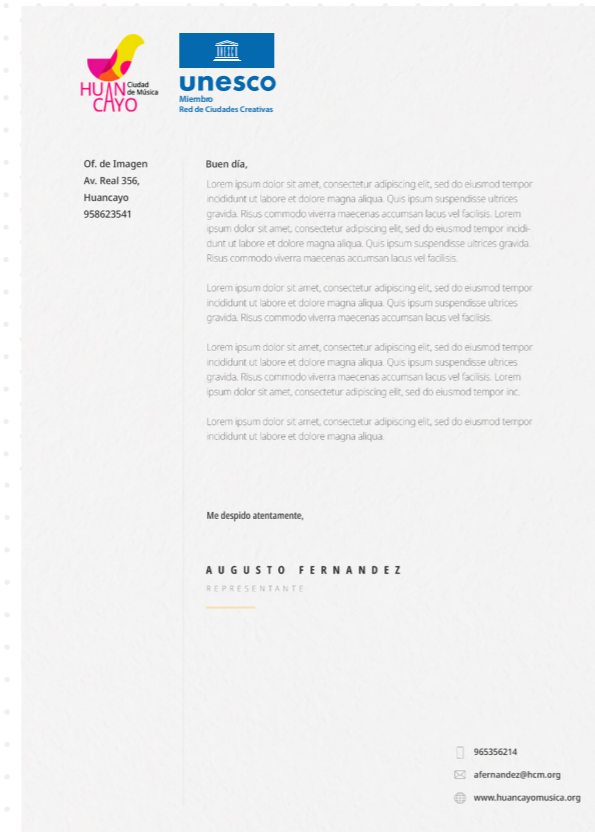 HUAN
CAYO
Ciudad
de Música
UNESCO
unesco
Miembro
Red de Ciudades Creativas
Of. de Imagen
Av. Real 356,
Huancayo
958623541
Buen día,
Lorem ipsum dolor sit amet, consectetur adipiscing elit, sed do eiusmod tempor
incididunt ut labore et dolore magna aliqua. Quis ipsum suspendisse ultrices
gravida. Risus commodo viverra maecenas accumsan lacus vel facilisis. Lorem
ipsum dolor sit amet, consectetur adipiscing elit, sed do eiusmod tempor incidi-
dunt ut labore et dolore magna aliqua. Quis ipsum suspendisse ultrices gravida.
Risus commodo viverra maecenas accumsan lacus vel facilisis.
Lorem ipsum dolor sit amet, consectetur adipiscing elit, sed do eiusmod tempor
incididunt ut labore et dolore magna aliqua. Quis ipsum suspendisse ultrices
gravida. Risus commodo viverra maecenas accumsan lacus vel facilisis.
Lorem ipsum dolor sit amet, consectetur adipiscing elit, sed do eiusmod tempor
incididunt ut labore et dolore magna aliqua. Quis ipsum suspendisse ultrices
gravida. Risus commodo viverra maecenas accumsan lacus vel facilisis. Lorem
ipsum dolor sit amet, consectetur adipiscing elit, sed do eiusmod tempor inc.
Lorem ipsum dolor sit amet, consectetur adipiscing elit, sed do eiusmod tempor
incididunt ut labore et dolore magna aliqua.
Me despido atentamente,
AUGUSTO FERNANDEZ
REPRESENTANTE
965356214
afernandez@hcm.org
www.huancayomusica.org